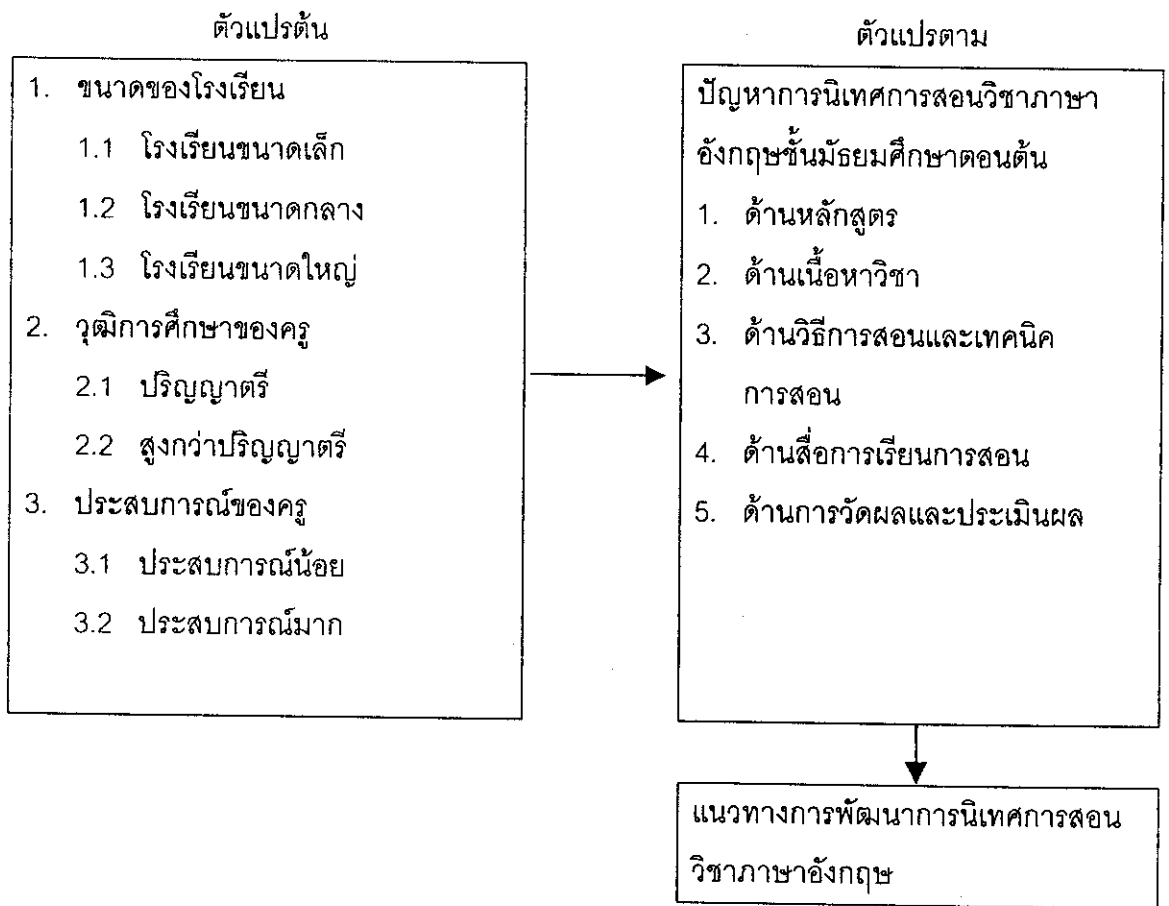 ตัวแปรต้น
1. ขนาดของโรงเรียน
1.1 โรงเรียนขนาดเล็ก
1.2 โรงเรียนขนาดกลาง
1.3 โรงเรียนขนาดใหญ่
2. วุฒิการศึกษาของครู
2.1 ปริญญาตรี
2.2 สูงกว่าปริญญาตรี
3. ประสบการณ์ของครู
3.1 ประสบการณ์น้อย
3.2 ประสบการณ์มาก
ตัวแปรตาม
ปัญหาการนิเทศการสอนวิชาภาษา
อังกฤษชั้นมัธยมศึกษาตอนต้น
1. ด้านหลักสูตร
2. ด้านเนื้อหาวิชา
3. ด้านวิธีการสอนและเทคนิค
การสอน
4. ด้านสื่อการเรียนการสอน
5. ด้านการวัดผลและประเมินผล
แนวทางการพัฒนาการนิเทศการสอน
วิชาภาษาอังกฤษ